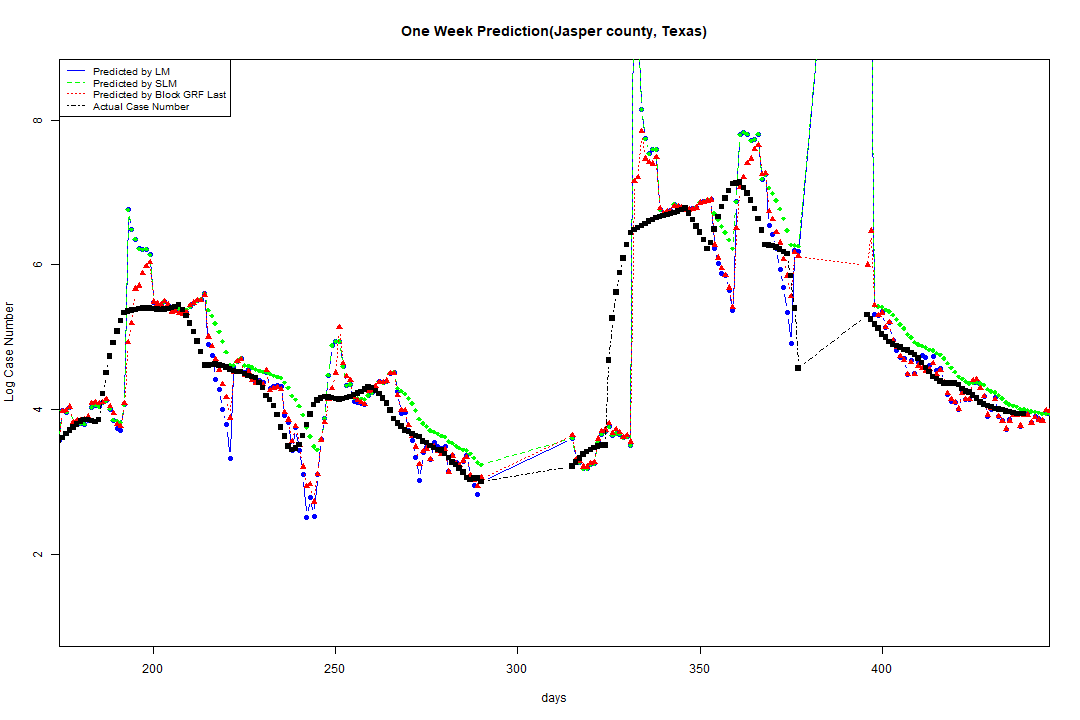 One Week Prediction(Jasper county, Texas)
Predicted by LM
Predicted by SLM
Predicted by Block GRF Last
Actual Case Number
8
6
4
2
Log Case Number
200
250
300
350
400
days